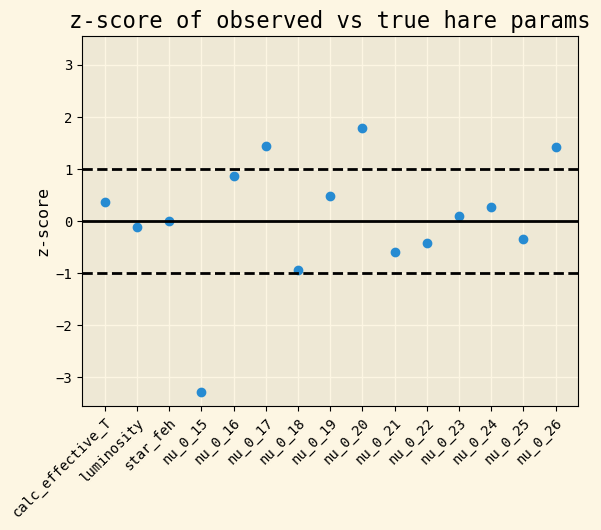 z-score of observed vs true hare params
z-score
3
2
1
0
−1
−2
−3
calc_effective_T
luminosity
star_feh
nu_0_15
nu_0_16
nu_0_17
nu_0_18
nu_0_19
nu_0_20
nu_0_21
nu_0_22
nu_0_23
nu_0_24
nu_0_25
nu_0_26